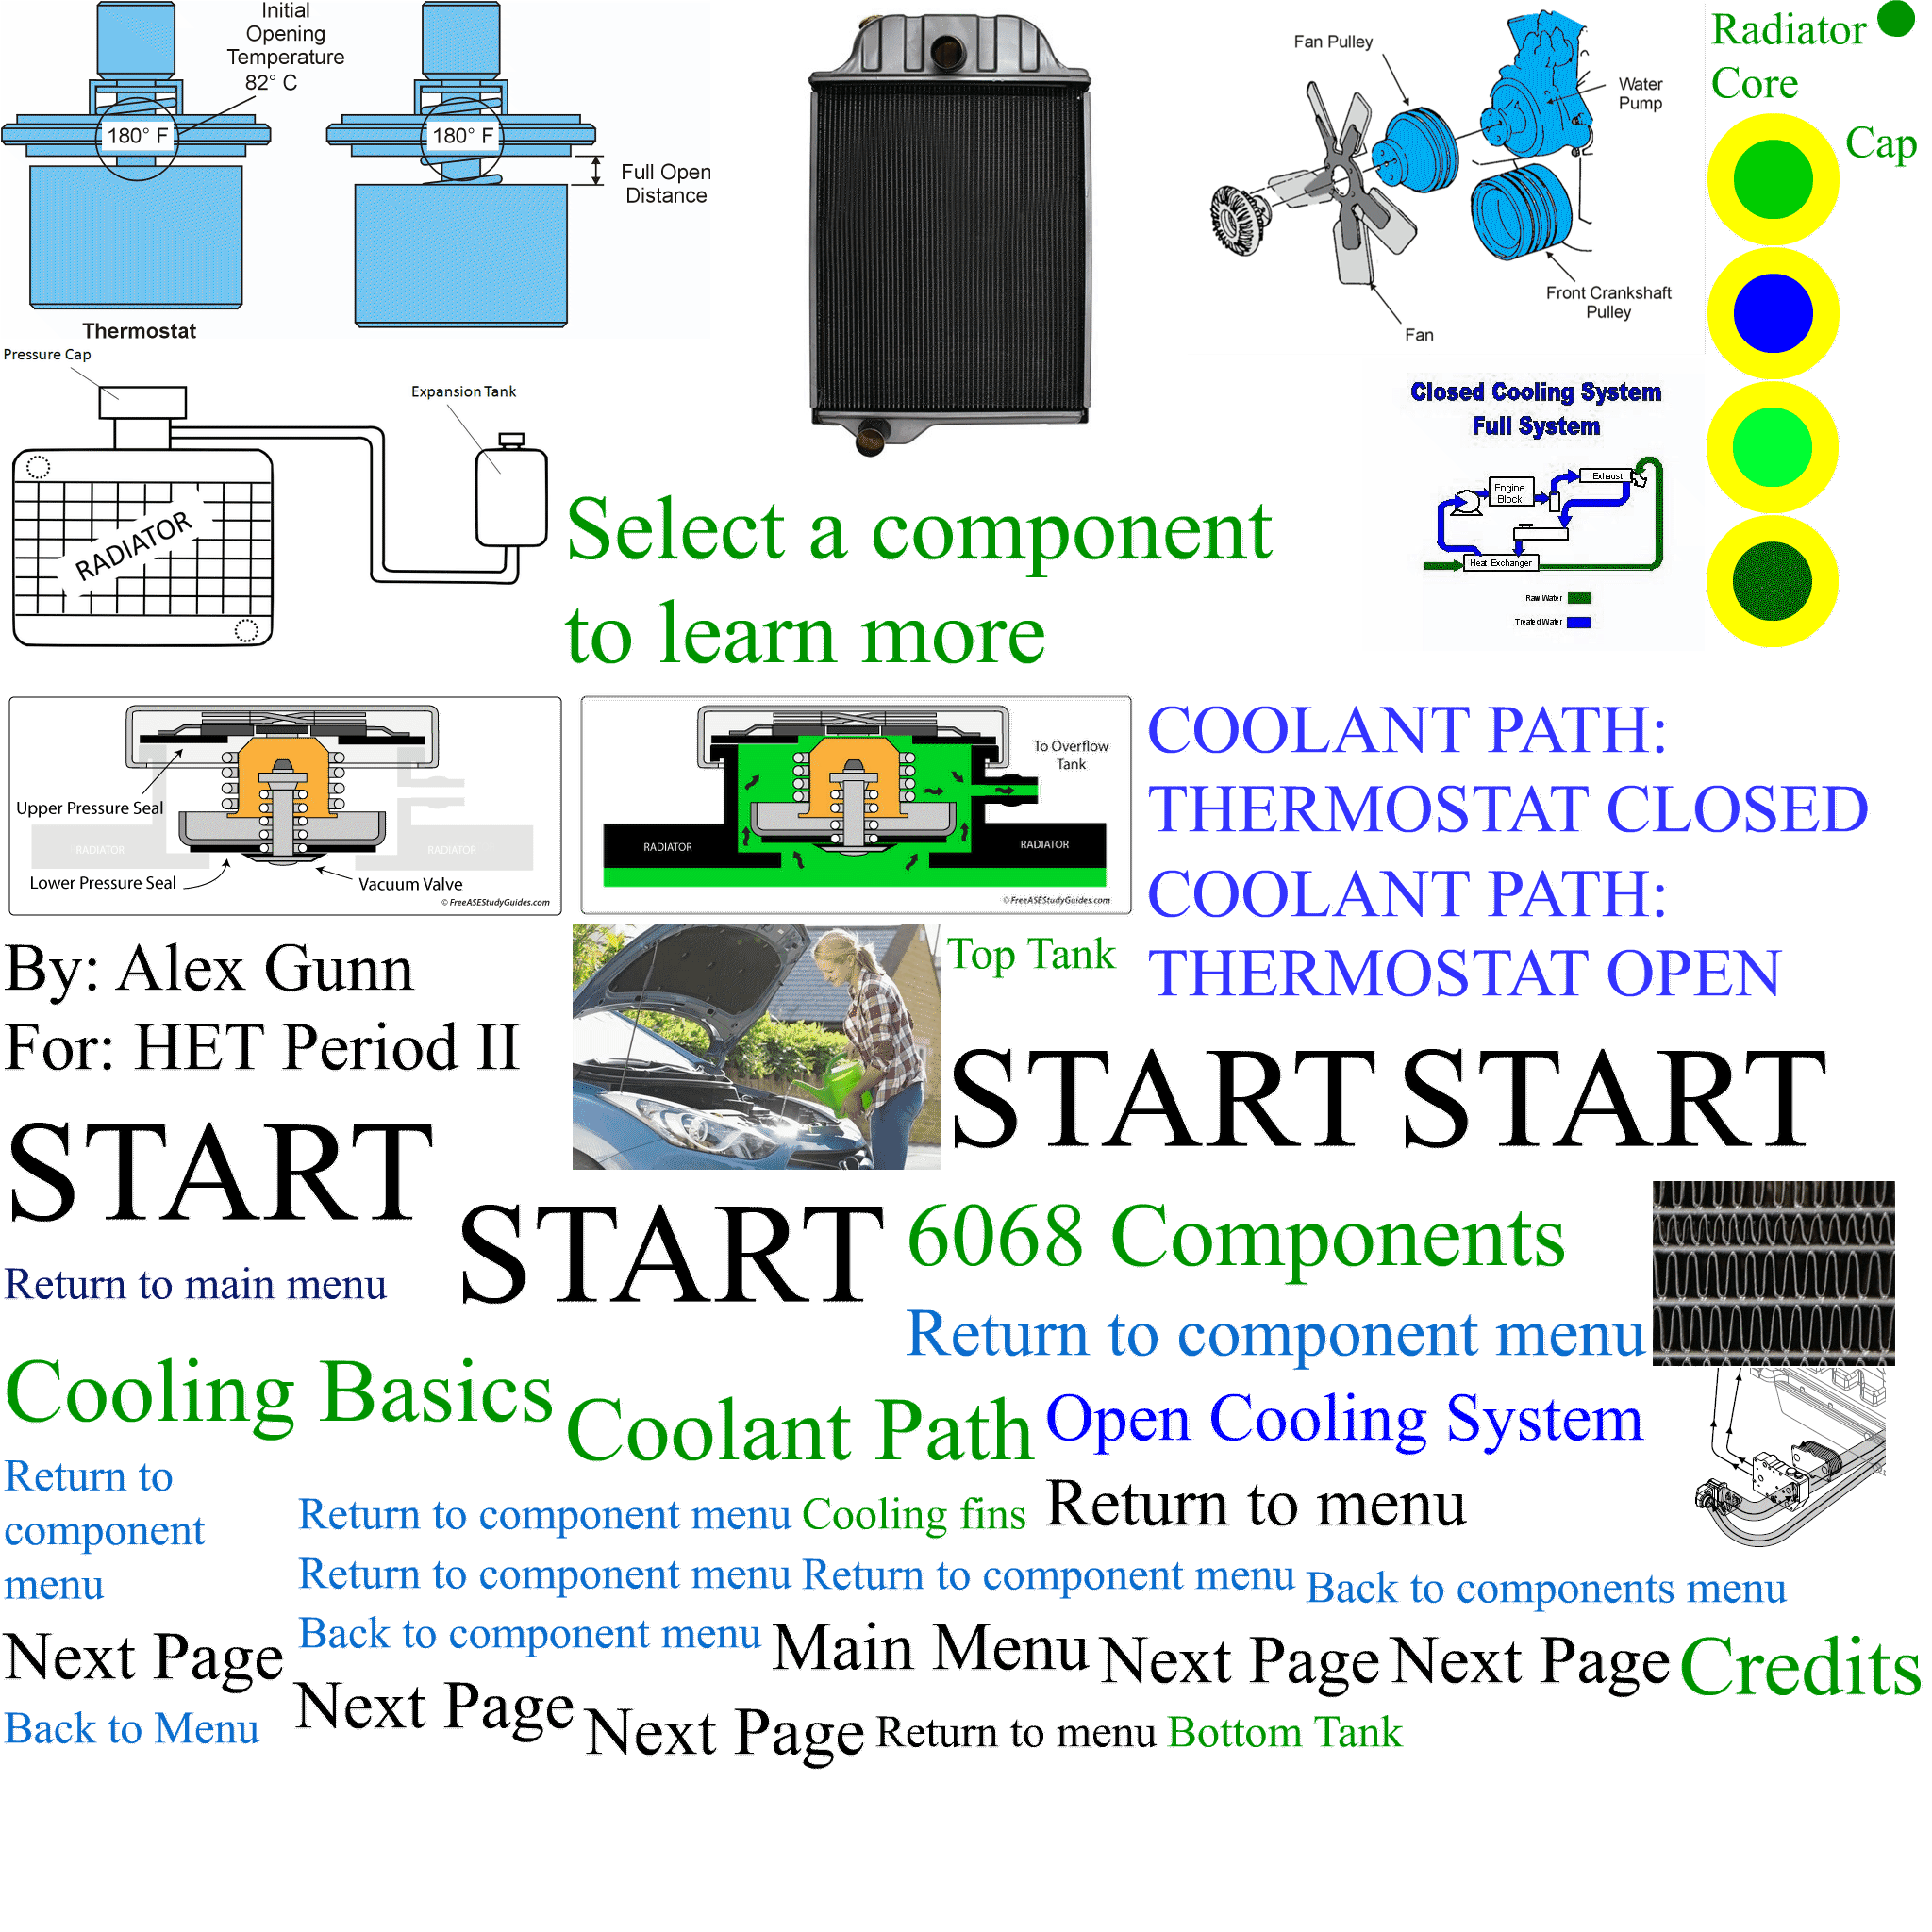 Initial
Opening
Temperature
82° C
180° F
180° F
Full Open
Distance
Thermostat
Fan Pulley
Water
Pump
Front Crankshaft
Pulley
Fan
Radiator
Core
Cap
Pressure Cap
Expansion Tank
RADIATOR
Closed Cooling System
Full System
Engine
Block
Exhaust
Heat Exchanger
Raw Water
Treated Water
Select a component
to learn more
Upper Pressure Seal
RADIATOR
RADIATOR
Lower Pressure Seal
Vacuum Valve
© FreeASEStudyGuides.com
To Overflow
Tank
RADIATOR
RADIATOR
© FreeASEStudyGuides.com
COOLANT PATH:
THERMOSTAT CLOSED
COOLANT PATH:
THERMOSTAT OPEN
By: Alex Gunn
For: HET Period II
Top Tank
START START
START
START
6068 Components
Return to main menu
Return to component menu
Cooling Basics
Coolant Path
Open Cooling System
Return to
component
menu
Return to component menu
Cooling fins
Return to menu
Return to component menu
Return to component menu
Back to components menu
Back to component menu
Next Page
Main Menu
Next Page
Next Page
Credits
Back to Menu
Next Page
Next Page
Return to menu
Bottom Tank